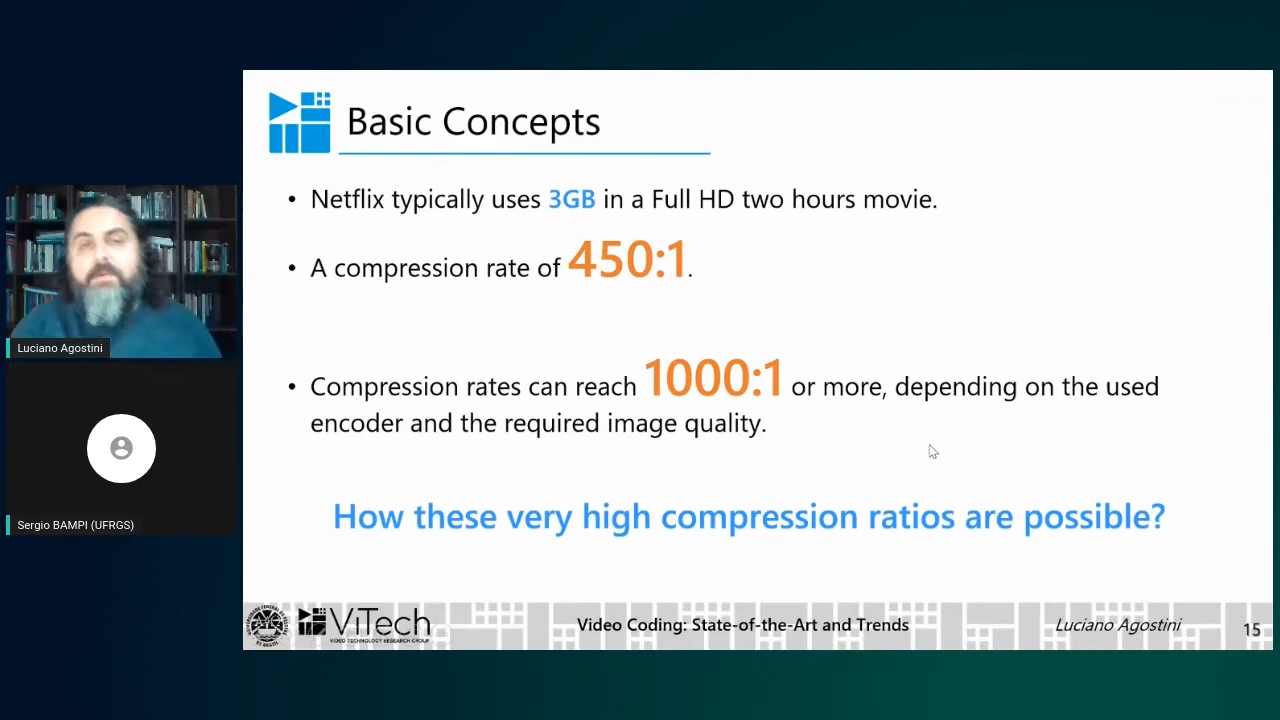 Basic Concepts
• Netflix typically uses 3GB in a Full HD two hours movie.
• A compression rate of 450:1.
• Compression rates can reach 1000:1 or more, depending on the used
encoder and the required image quality.
How these very high compression ratios are possible?
Luciano Agostini
Sergio BAMPI (UFRGS)
ViTech
VIDEO TECHNOLOGY RESEARCH GROUP
Video Coding: State-of-the-Art and Trends
Luciano Agostini
15